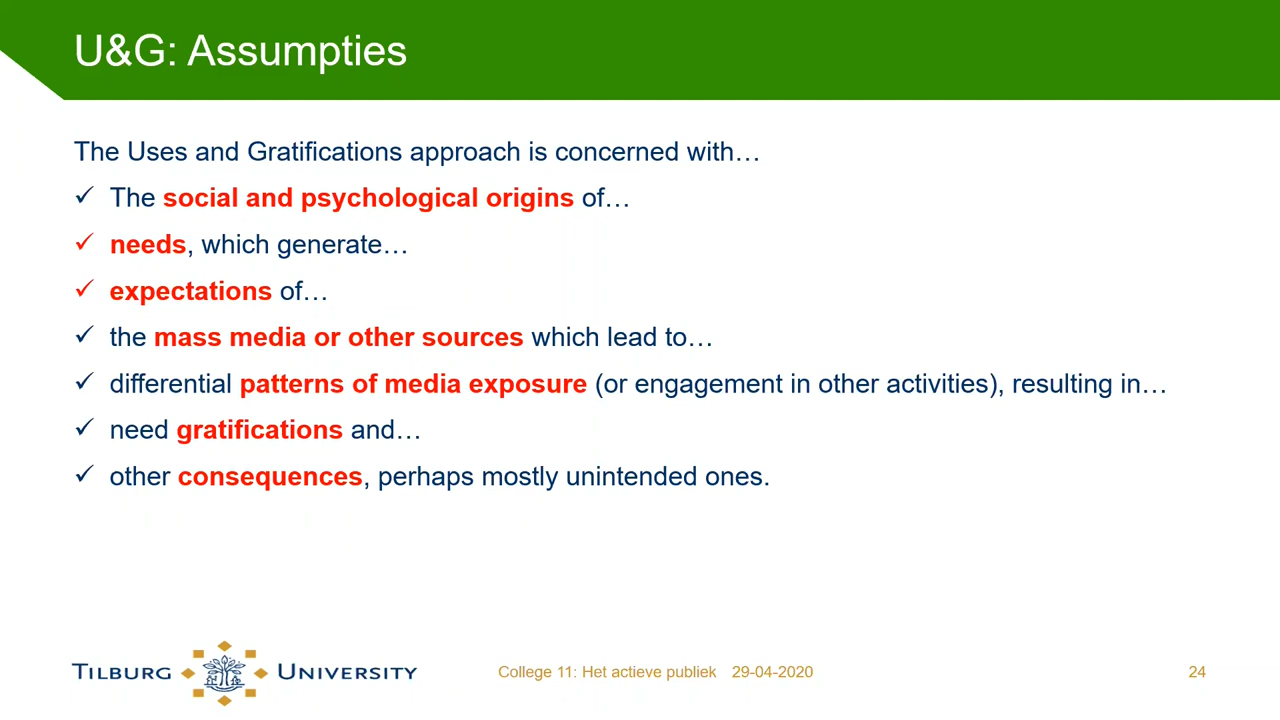 U&G: Assumpties
The Uses and Gratifications approach is concerned with…
✓ The social and psychological origins of…
✓ needs, which generate…
✓ expectations of…
✓ the mass media or other sources which lead to…
✓ differential patterns of media exposure (or engagement in other activities), resulting in…
✓ need gratifications and…
✓ other consequences, perhaps mostly unintended ones.
TILBURG UNIVERSITY
College 11: Het actieve publiek 29-04-2020
24